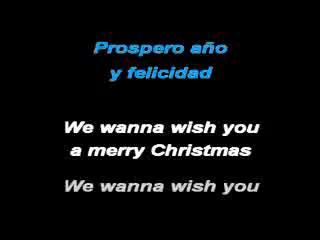 Prospero año
y felicidad
We wanna wish you
a merry Christmas
We wanna wish you